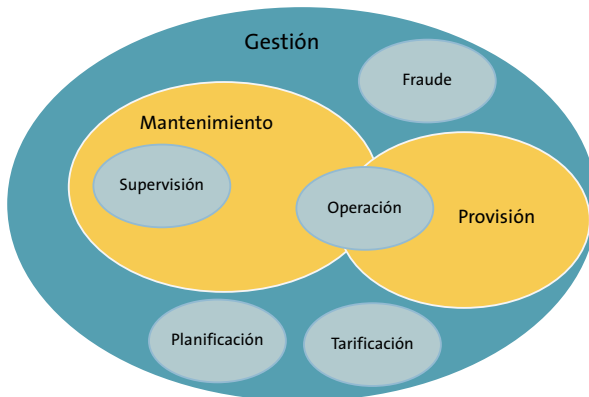 Gestión
Fraude
Mantenimiento
Supervisión
Operación
Provisión
Planificación
Tarificación